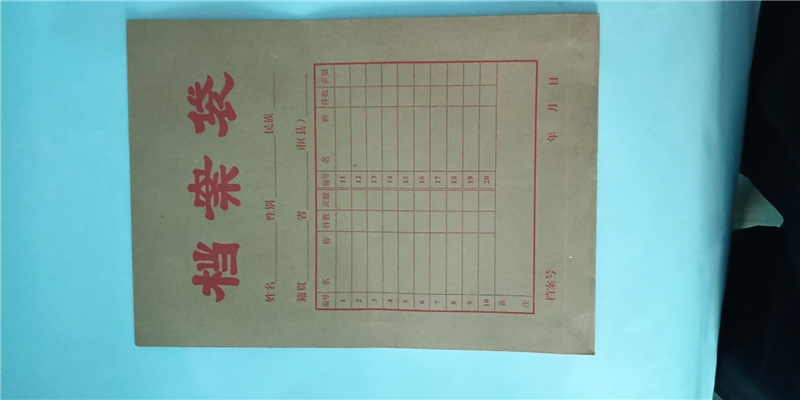 档案袋
姓名 性别 民族
籍贯 省 市(县)
编号 名 称 件数 页数 编号 名 称 件数 页数
1 11
2 12
3 13
4 14
5 15
6 16
7 17
8 18
9 19
10 20
备
注
档案号 年 月 日